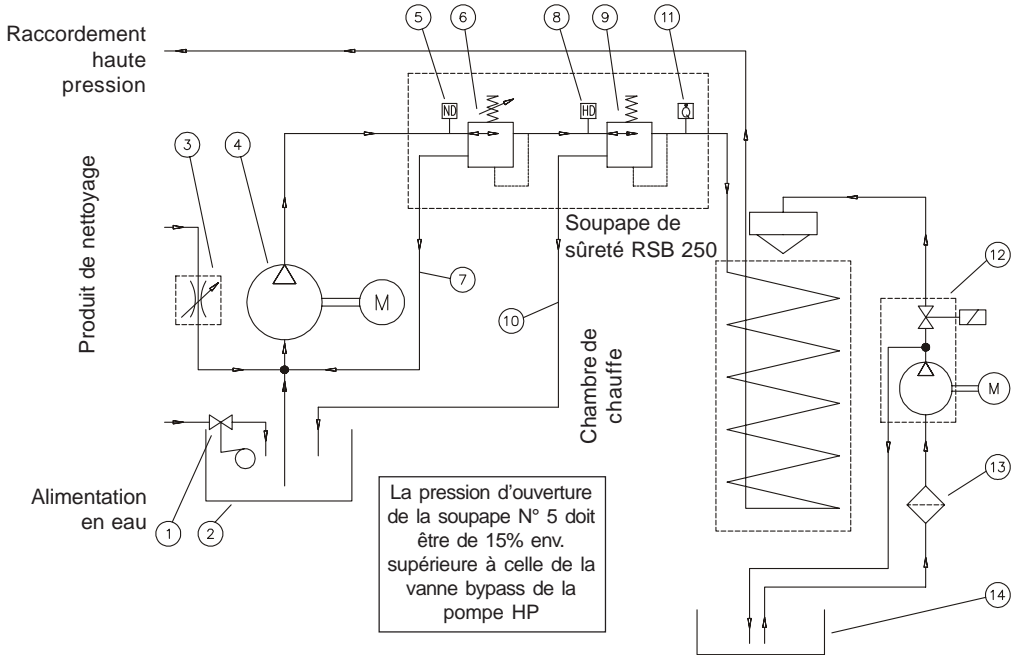 5
6
8
9
11
Raccordement
haute
pression
ND
HD
Q
3
4
Produit de nettoyage
M
Soupape de
sûreté RSB 250
7
10
12
Chambre de
chauffe
M
13
Alimentation
en eau
1
2
La pression d'ouverture
de la soupape N° 5 doit
être de 15% env.
supérieure à celle de la
vanne bypass de la
pompe HP
14